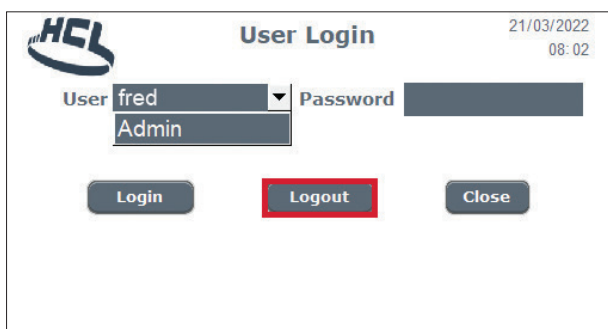 HCL
User Login
21/03/2022
08:02
User fred Password
Admin
Login Logout Close